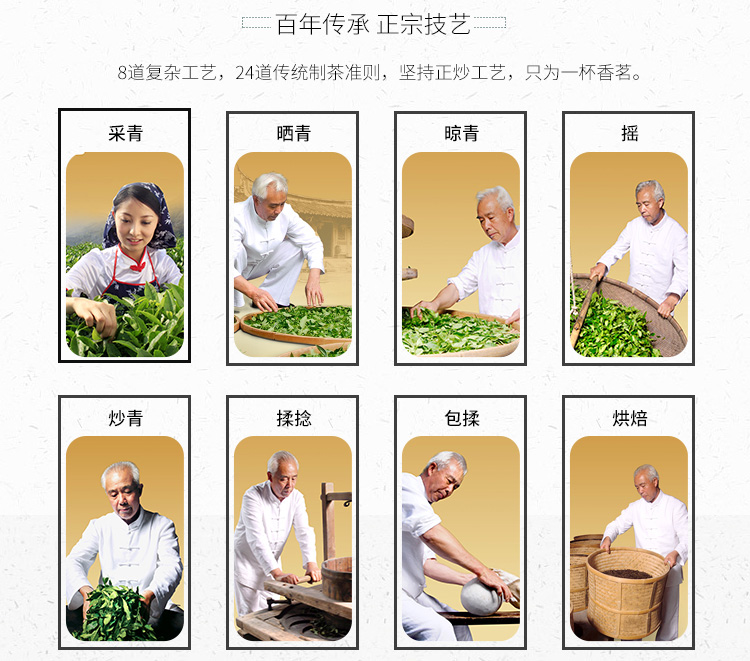 百年传承 正宗技艺
8道复杂工艺，24道传统制茶准则，坚持正炒工艺，只为一杯香茗。
采青
晒青
晾青
摇
炒青
揉捻
包揉
烘焙